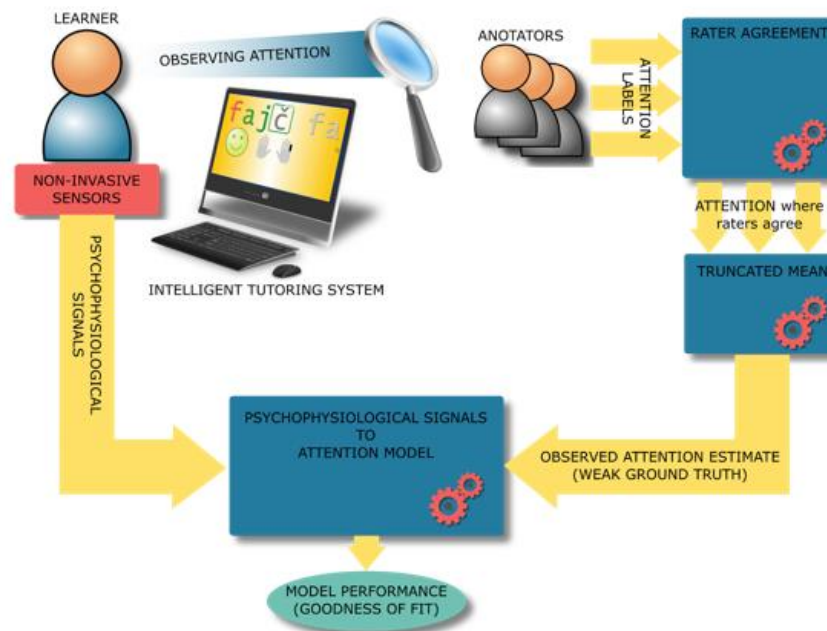 LEARNER
OBSERVING ATTENTION
ANOTATORS
ATTENTION
LABELS
RATER AGREEMENT
fajč fa
NON-INVASIVE
SENSORS
ATTENTION where
raters agree
PSYCHOPHYSIOLOGICAL
SIGNALS
TRUNCATED MEAN
INTELLIGENT TUTORING SYSTEM
PSYCHOPHYSIOLOGICAL SIGNALS
TO
ATTENTION MODEL
OBSERVED ATTENTION ESTIMATE
(WEAK GROUND TRUTH)
MODEL PERFORMANCE
(GOODNESS OF FIT)